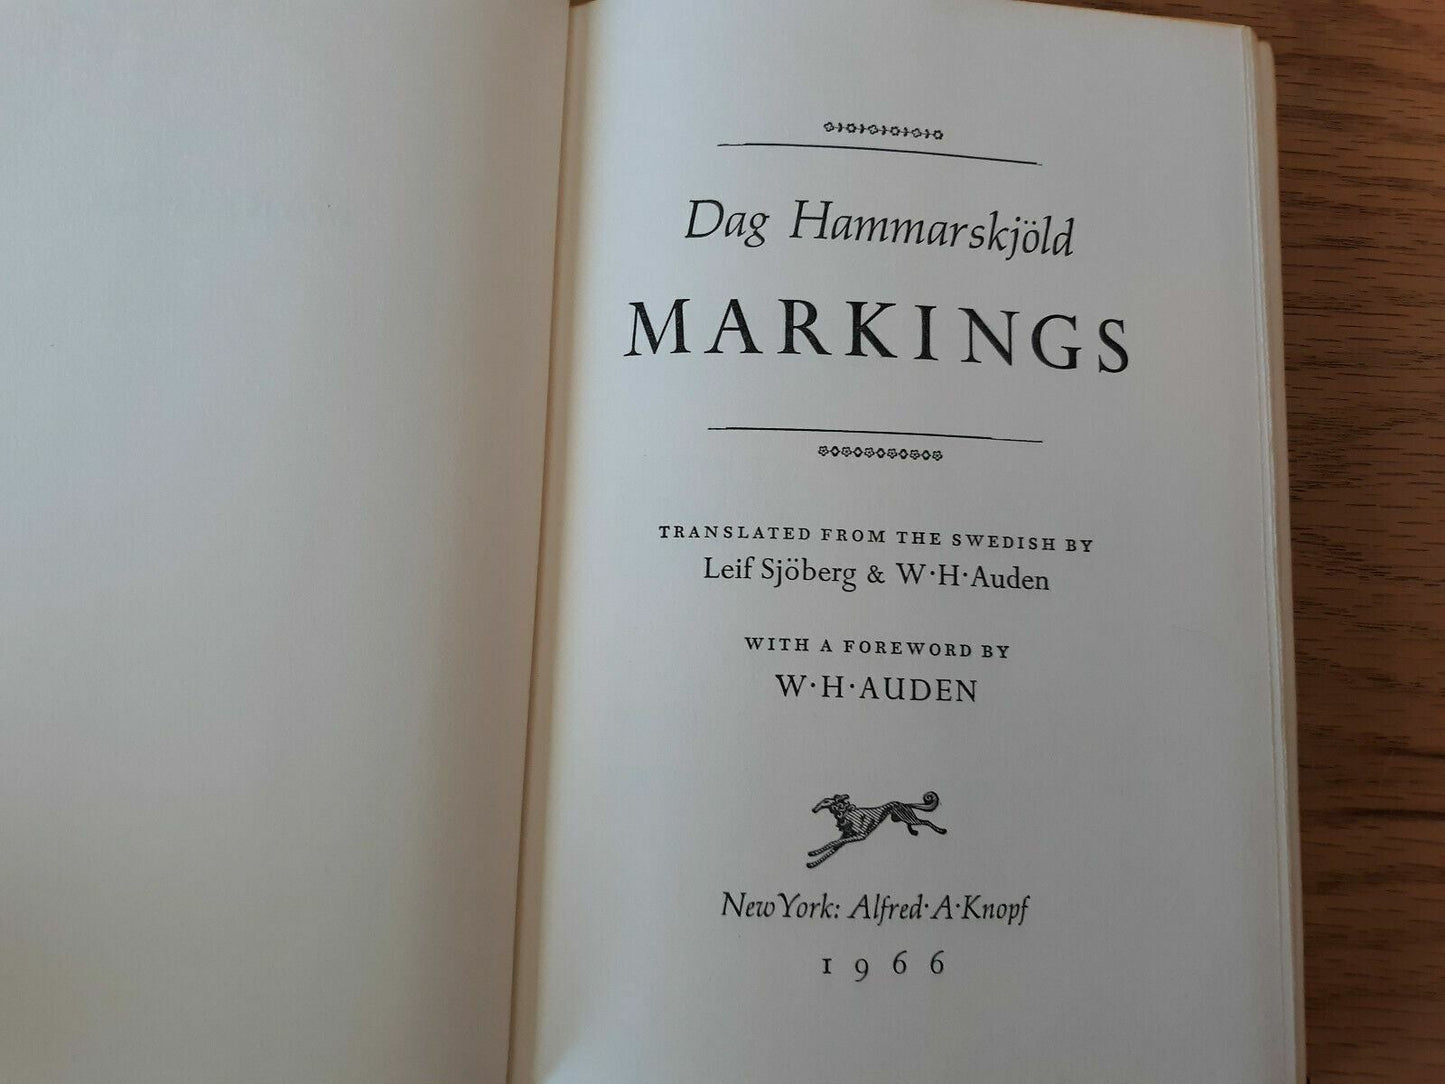 Dag Hammarskjöld
MARKINGS
TRANSLATED FROM THE SWEDISH BY
Leif Sjöberg & W·H·Auden
WITH A FOREWORD BY
W·H·AUDEN
New York: Alfred·A·Knopf
1966